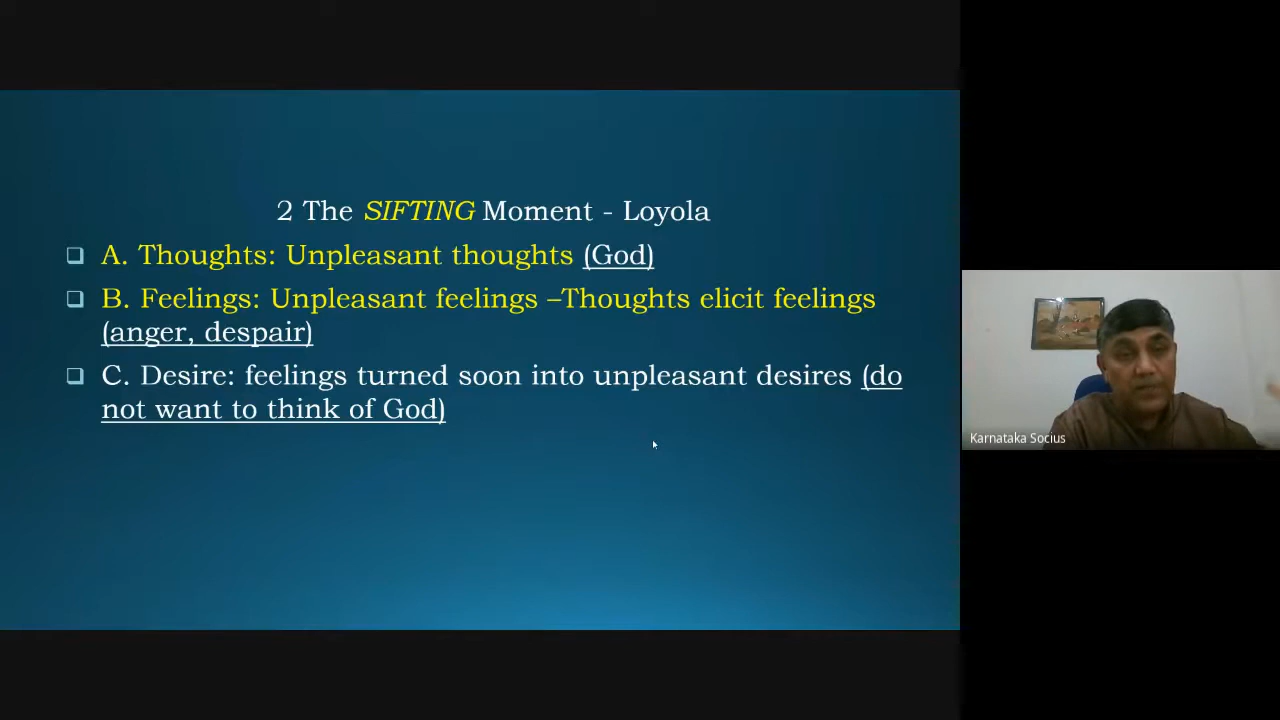 2 The SIFTING Moment - Loyola
❑ A. Thoughts: Unpleasant thoughts (God)
❑ B. Feelings: Unpleasant feelings –Thoughts elicit feelings
(anger, despair)
❑ C. Desire: feelings turned soon into unpleasant desires (do
not want to think of God)
Karnataka Socius